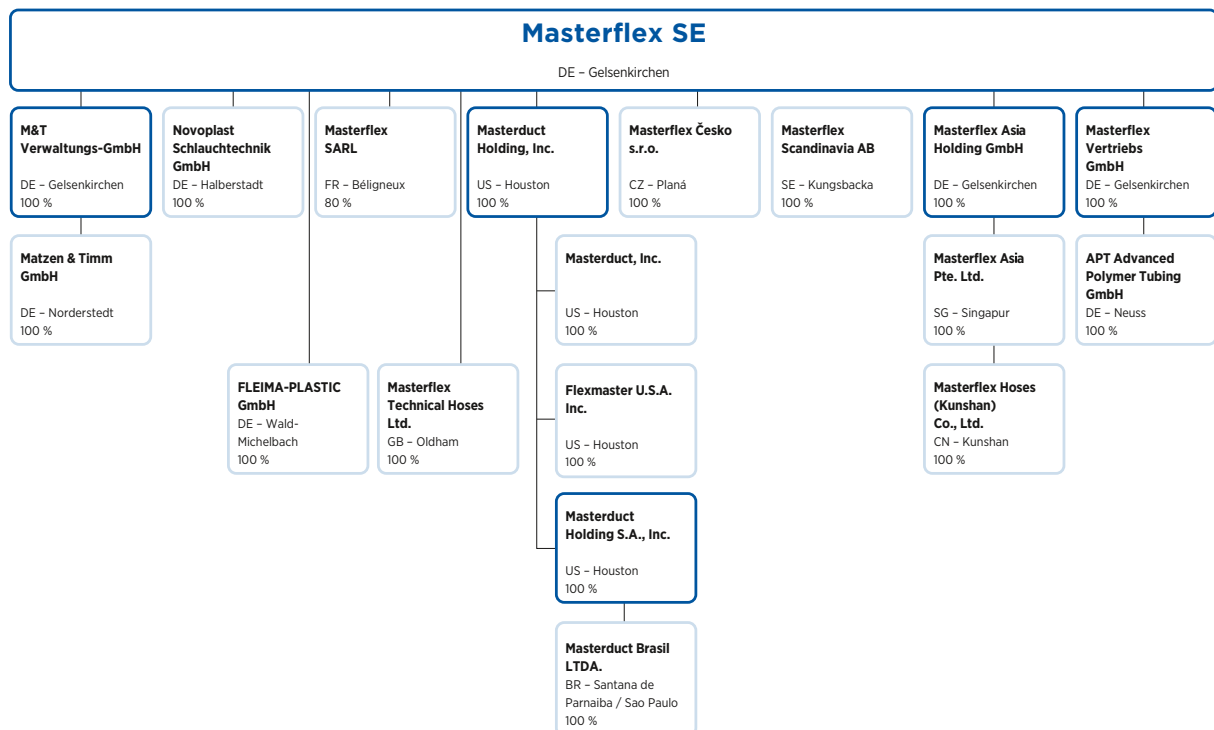 Masterflex SE
DE – Gelsenkirchen
M&T
Verwaltungs-GmbH
DE – Gelsenkirchen
100 %
Novoplast
Schlauchtechnik
GmbH
DE – Halberstadt
100 %
Masterflex
SARL
FR – Béligneux
80 %
Masterduct
Holding, Inc.
US – Houston
100 %
Masterflex Česko
s.r.o.
CZ – Planá
100 %
Masterflex
Scandinavia AB
SE – Kungsbacka
100 %
Masterflex Asia
Holding GmbH
DE – Gelsenkirchen
100 %
Masterflex
Vertriebs
GmbH
DE – Gelsenkirchen
100 %
Matzen & Timm
GmbH
DE – Norderstedt
100 %
Masterduct, Inc.
US – Houston
100 %
Masterflex Asia
Pte. Ltd.
SG – Singapur
100 %
APT Advanced
Polymer Tubing
GmbH
DE – Neuss
100 %
FLEIMA-PLASTIC
GmbH
DE – Wald-
Michelbach
100 %
Masterflex
Technical Hoses
Ltd.
GB – Oldham
100 %
Flexmaster U.S.A.
Inc.
US – Houston
100 %
Masterflex Hoses
(Kunshan)
Co., Ltd.
CN – Kunshan
100 %
Masterduct
Holding S.A., Inc.
US – Houston
100 %
Masterduct Brasil
LTDA.
BR – Santana de
Parnaiba / Sao Paulo
100 %